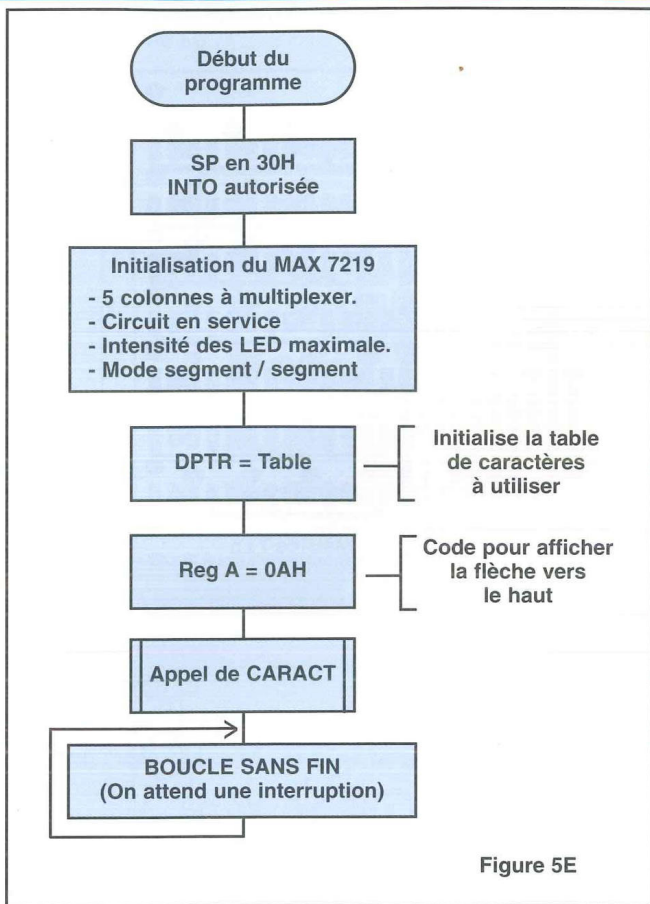 Début du
programme
SP en 30H
INTO autorisée
Initialisation du MAX 7219
- 5 colonnes à multiplexer.
- Circuit en service
- Intensité des LED maximale.
- Mode segment / segment
DPTR = Table
Initialise la table
de caractères
à utiliser
Reg A = 0AH
Code pour afficher
la flèche vers
le haut
Appel de CARACT
BOUCLE SANS FIN
(On attend une interruption)
Figure 5E